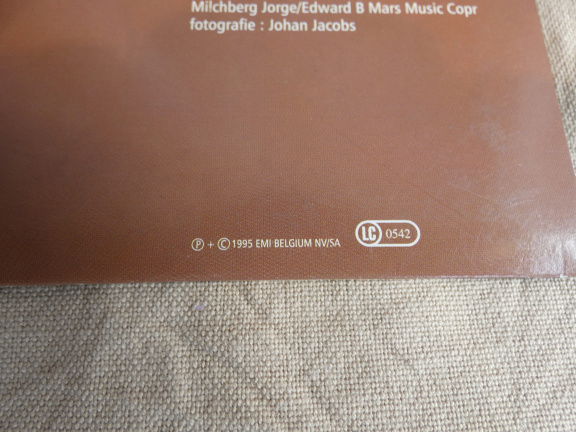 Milchberg Jorge/Edward B Mars Music Copr
fotografie : Johan Jacobs
℗ + © 1995 EMI BELGIUM NV/SA
LC 0542